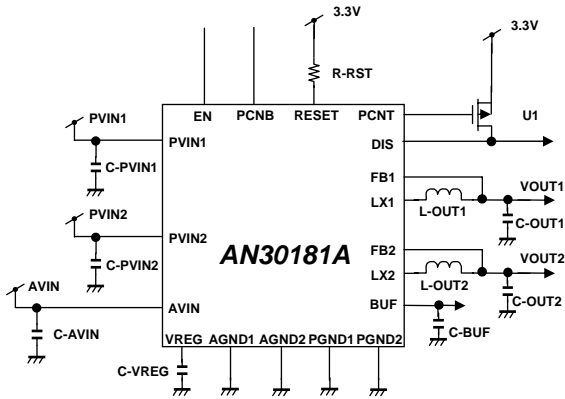 3.3V
3.3V
R-RST
EN PCNB RESET PCNT
U1
PVIN1
PVIN1
DIS
C-PVIN1
FB1
VOUT1
LX1
L-OUT1
C-OUT1
PVIN2
PVIN2
FB2
VOUT2
AN30181A
C-PVIN2
LX2
L-OUT2
C-OUT2
AVIN
AVIN
BUF
C-AVIN
C-BUF
VREG AGND1 AGND2 PGND1 PGND2
C-VREG